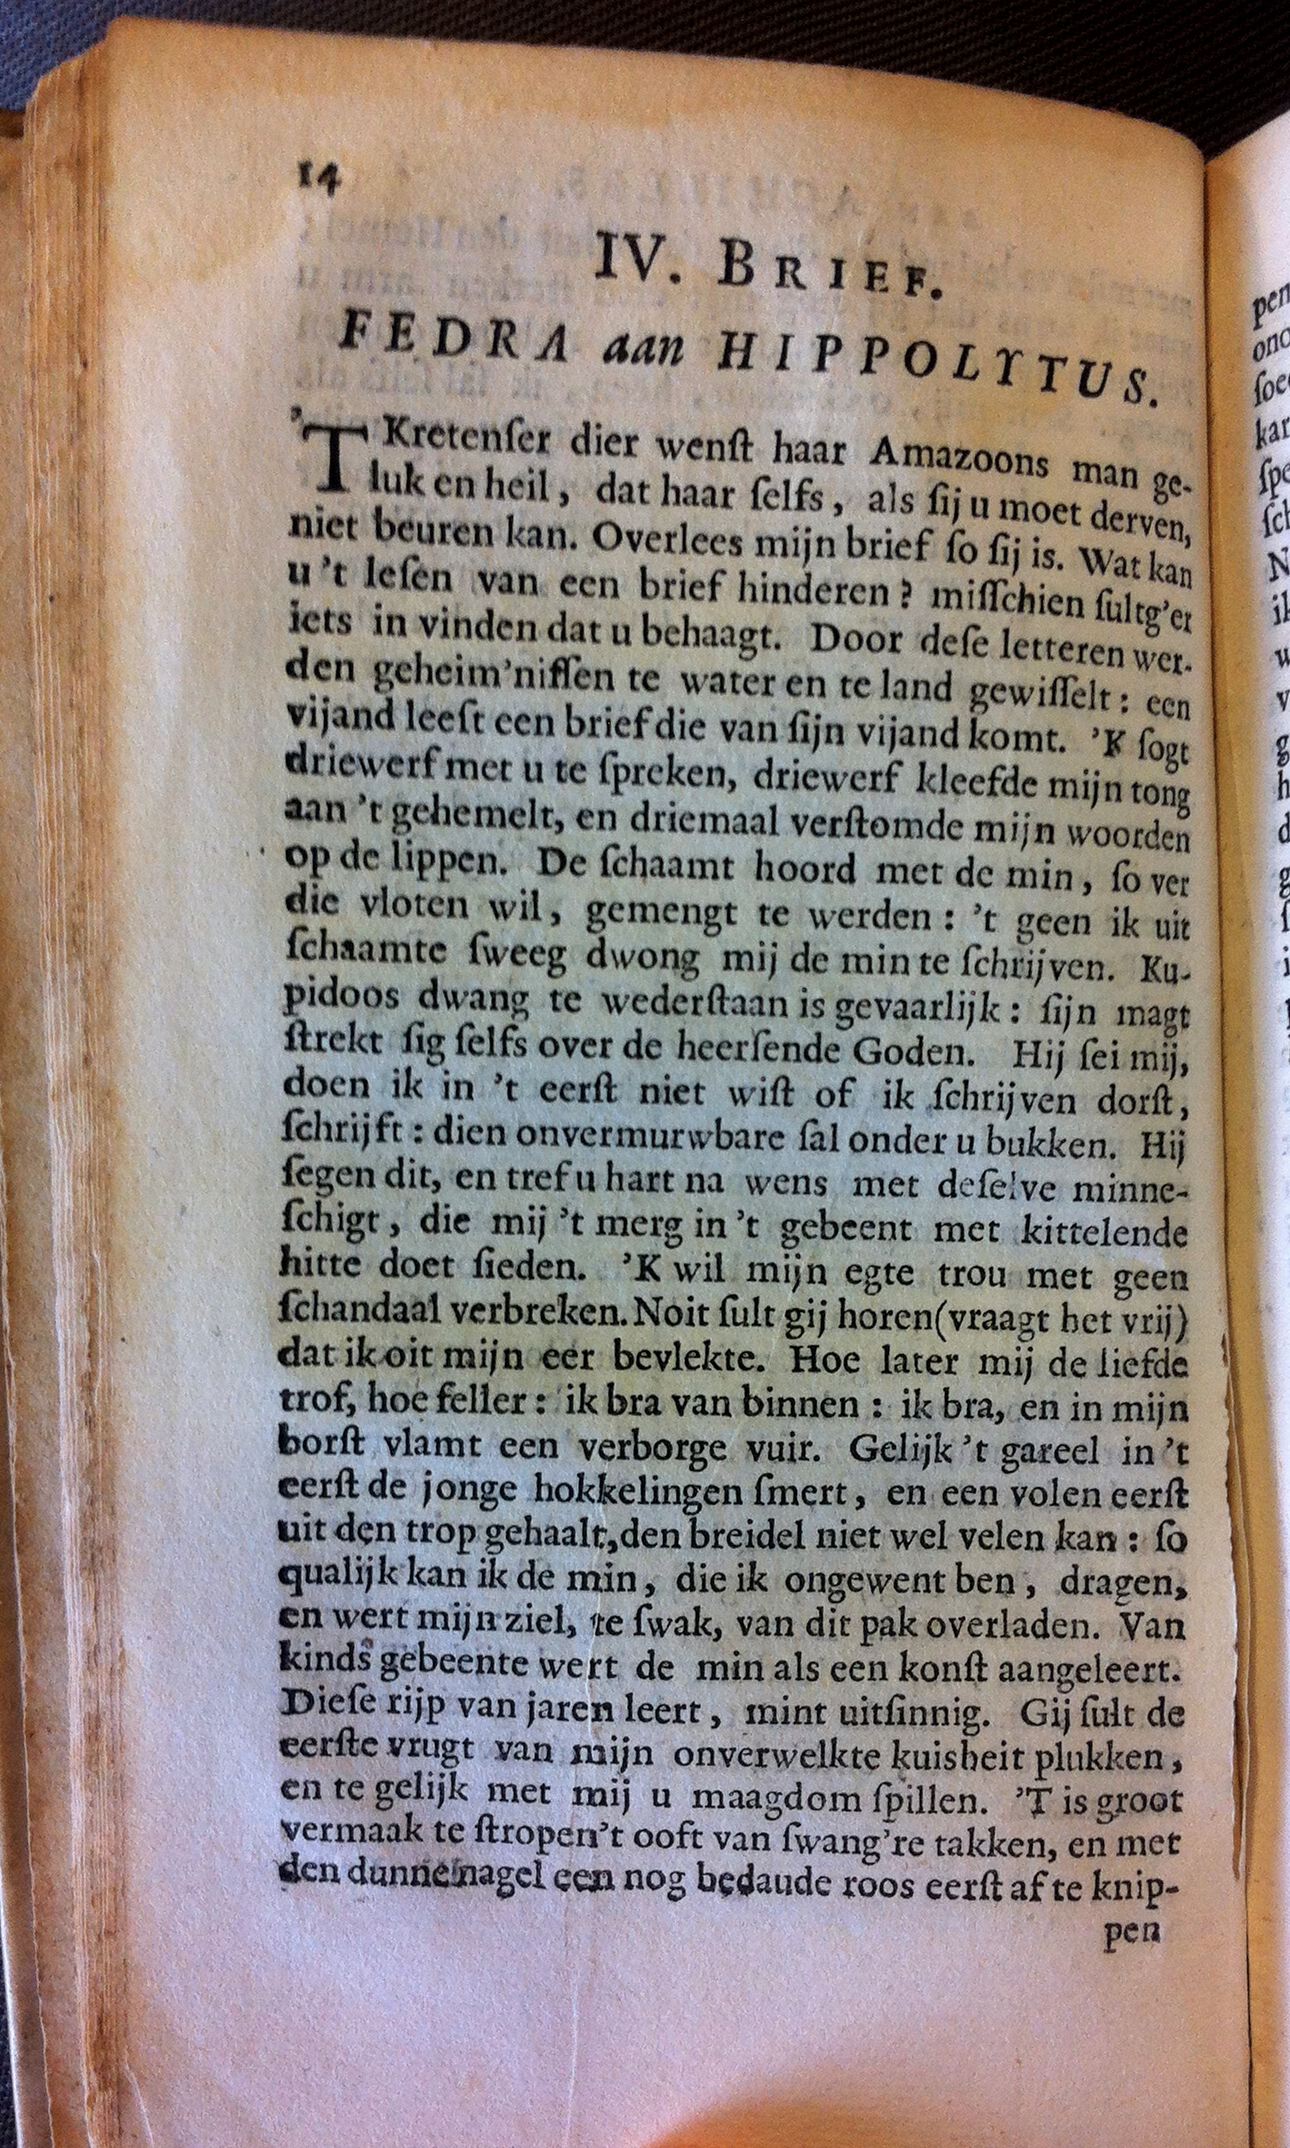 14
IV. BRIEF.
FEDRA aan HIPPOLYTUS.
'T Kretenſer dier wenſt haar Amazoons man ge-
luk en heil, dat haar ſelfs, als ſij u moet derven,
niet beuren kan. Overlees mijn brief ſo ſij is. Wat kan
u 't leſen van een brief hinderen? miſſchien ſultg'er
iets in vinden dat u behaagt. Door deſe letteren wer-
den geheim'niſſen te water en te land gewiſſelt: een
vijand leeſt een brief die van ſijn vijand komt. 'K ſogt
driewerf met u te ſpreken, driewerf kleefde mijn tong
aan 't gehemelt, en driemaal verſtomde mijn woorden
op de lippen. De ſchaamt hoord met de min, ſo ver
die vloten wil, gemengt te werden: 't geen ik uit
ſchaamte ſweeg dwong mij de min te ſchrijven. Ku-
pidoos dwang te wederſtaan is gevaarlijk: ſijn magt
ſtrekt ſig ſelfs over de heerſende Goden. Hij ſei mij,
doen ik in 't eerſt niet wiſt of ik ſchrijven dorſt,
ſchrijft: dien onvermurwbare ſal onder u bukken. Hij
ſegen dit, en tref u hart na wens met deſelve minne-
ſchigt, die mij 't merg in 't gebeent met kittelende
hitte doet ſieden. 'K wil mijn egte trou met geen
ſchandaal verbreken. Noit ſult gij horen (vraagt het vrij)
dat ik oit mijn eer bevlekte. Hoe later mij de liefde
trof, hoe feller: ik bra van binnen: ik bra, en in mijn
borſt vlamt een verborge vuir. Gelijk 't gareel in 't
eerſt de jonge hokkelingen ſmert, en een volen eerſt
uit den trop gehaalt, den breidel niet wel velen kan: ſo
qualijk kan ik de min, die ik ongewent ben, dragen,
en wert mijn ziel, te ſwak, van dit pak overladen. Van
kinds gebeente wert de min als een konſt aangeleert.
Dieſe rijp van jaren leert, mint uitſinnig. Gij ſult de
eerſte vrugt van mijn onverwelkte kuisheit plukken,
en te gelijk met mij u maagdom ſpillen. 'T is groot
vermaak te ſtropen't ooft van ſwang're takken, en met
den dunne nagel een nog bedaude roos eerſt af te knip-
pen